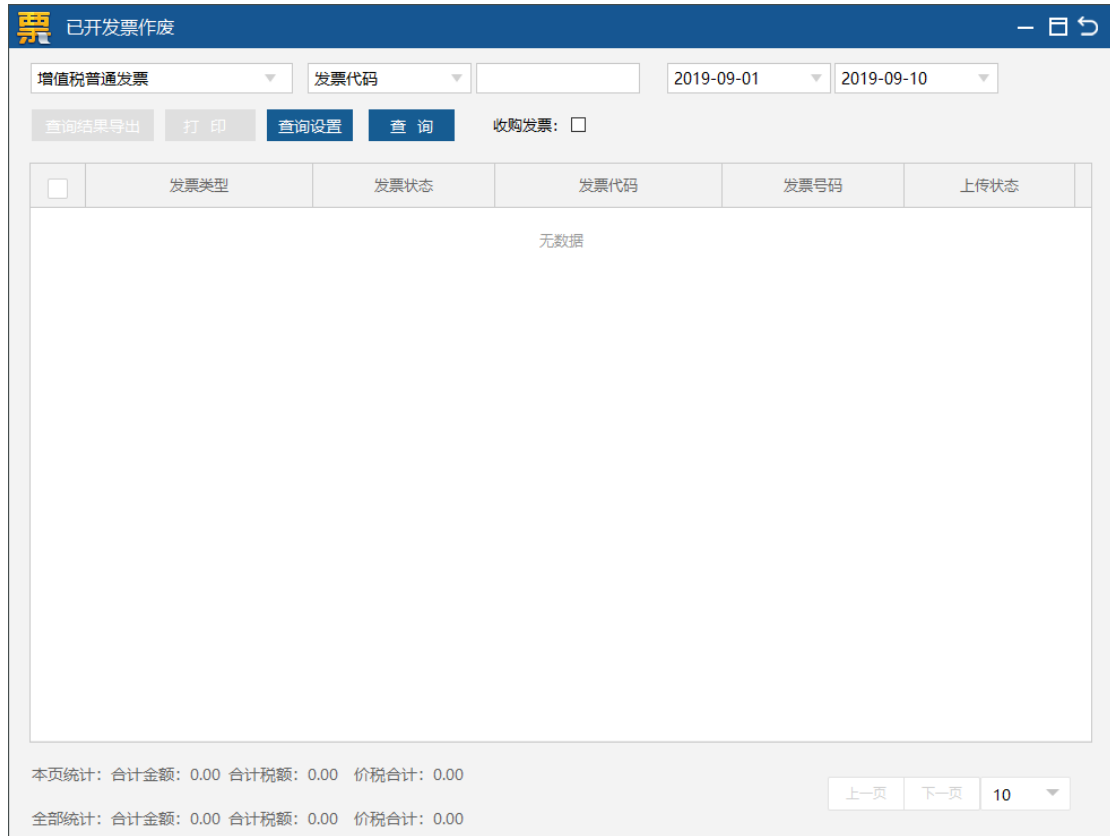 票 已开发票作废
增值税普通发票 发票代码 2019-09-01 2019-09-10
查询结果导出 打 印 查询设置 查 询 收购发票：
发票类型 发票状态 发票代码 发票号码 上传状态
无数据
本页统计：合计金额：0.00 合计税额：0.00 价税合计：0.00
上一页 下一页 10
全部统计：合计金额：0.00 合计税额：0.00 价税合计：0.00